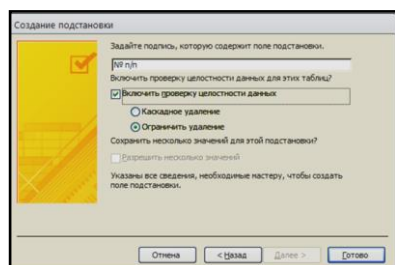 Создание подстановки
Задайте подпись, которую содержит поле подстановки.
№ п/п
Включить проверку целостности данных для этих таблиц?
Включить проверку целостности данных
Каскадное удаление
Ограничить удаление
Сохранить несколько значений для этой подстановки?
Разрешить несколько значений
Указаны все сведения, необходимые мастеру, чтобы создать
поле подстановки.
Отмена
< Назад
Далее >
Готово